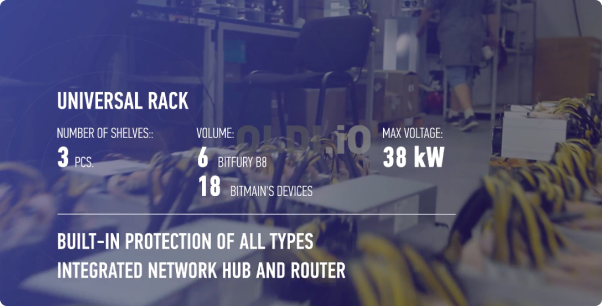 UNIVERSAL RACK
NUMBER OF SHELVES::
3 PCS.
VOLUME:
6 BITFURY B8
18 BITMAIN'S DEVICES
MAX VOLTAGE:
38 kW
BUILT-IN PROTECTION OF ALL TYPES
INTEGRATED NETWORK HUB AND ROUTER